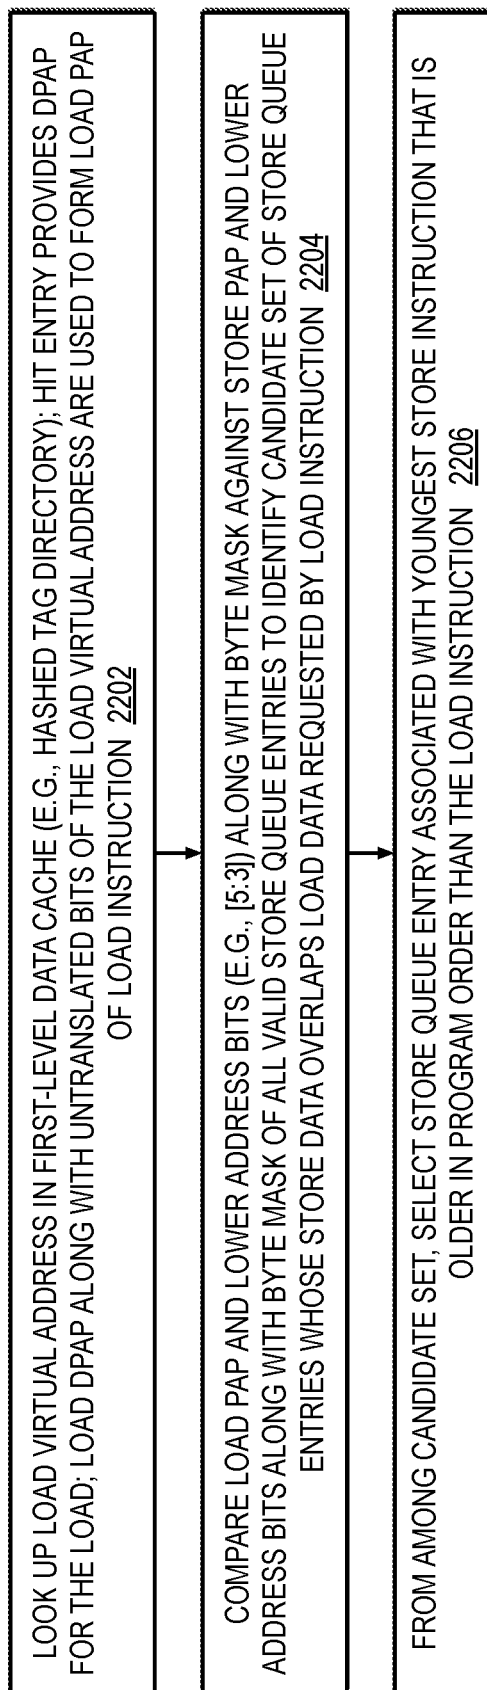 LOOK UP LOAD VIRTUAL ADDRESS IN FIRST-LEVEL DATA CACHE (E.G., HASHED TAG DIRECTORY); HIT ENTRY PROVIDES DPAP
FOR THE LOAD; LOAD DPAP ALONG WITH UNTRANSLATED BITS OF THE LOAD VIRTUAL ADDRESS ARE USED TO FORM LOAD PAP
OF LOAD INSTRUCTION 2202
COMPARE LOAD PAP AND LOWER ADDRESS BITS (E.G., [5:3]) ALONG WITH BYTE MASK AGAINST STORE PAP AND LOWER
ADDRESS BITS ALONG WITH BYTE MASK OF ALL VALID STORE QUEUE ENTRIES TO IDENTIFY CANDIDATE SET OF STORE QUEUE
ENTRIES WHOSE STORE DATA OVERLAPS LOAD DATA REQUESTED BY LOAD INSTRUCTION 2204
FROM AMONG CANDIDATE SET, SELECT STORE QUEUE ENTRY ASSOCIATED WITH YOUNGEST STORE INSTRUCTION THAT IS
OLDER IN PROGRAM ORDER THAN THE LOAD INSTRUCTION 2206